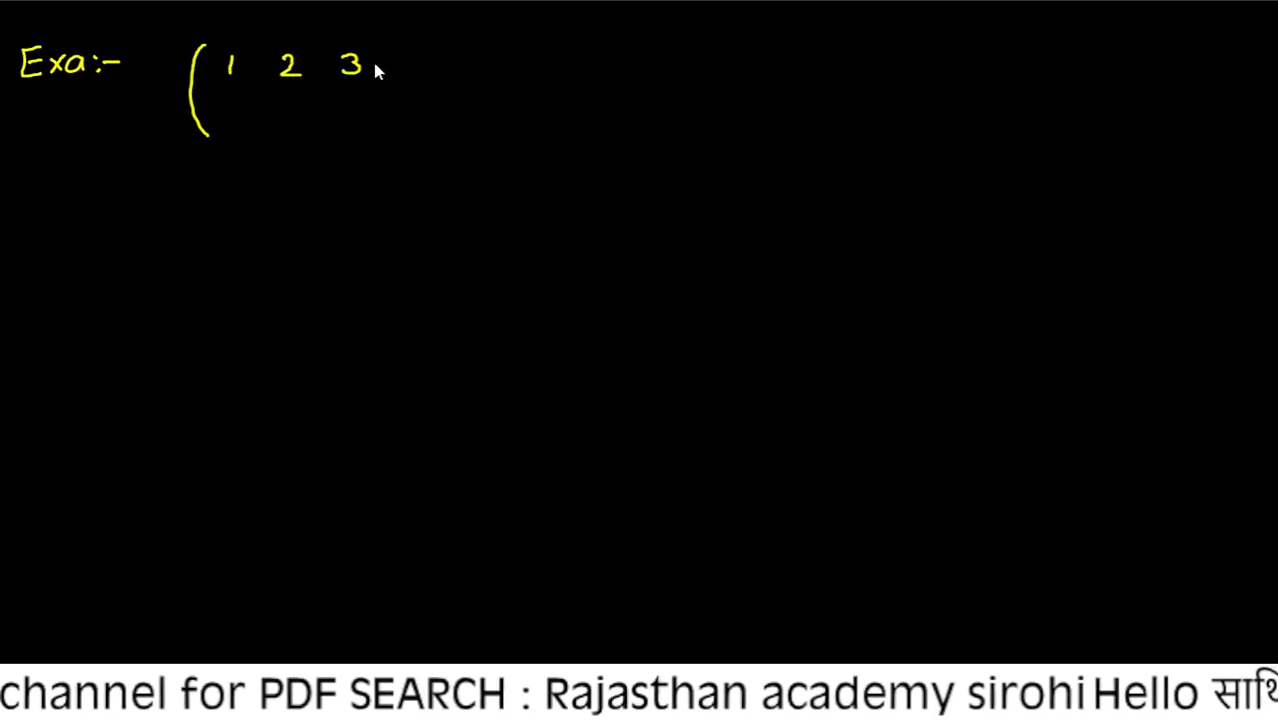 Exa:- ( 1 2 3
channel for PDF SEARCH : Rajasthan academy sirohi Hello